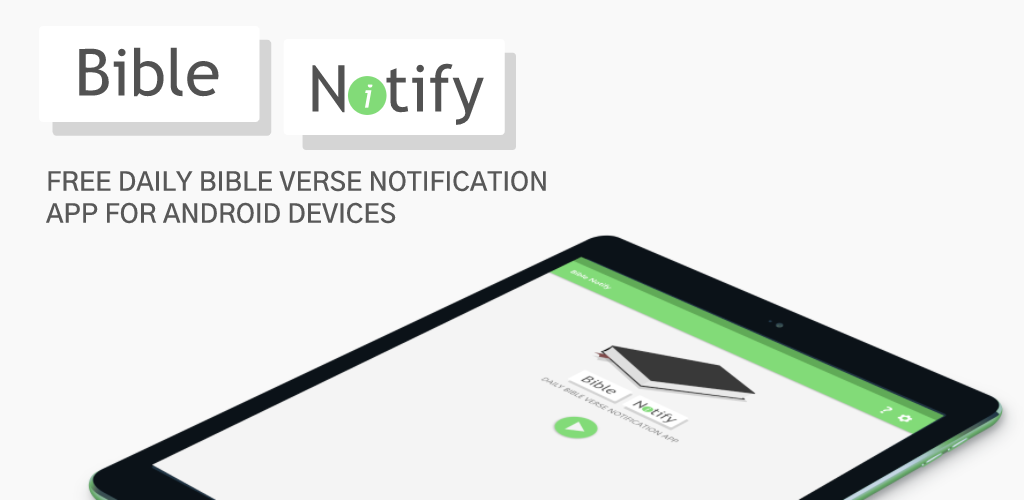 Bible
Notify
FREE DAILY BIBLE VERSE NOTIFICATION
APP FOR ANDROID DEVICES
Bible Notify
?
Bible
Notify
DAILY BIBLE VERSE NOTIFICATION APP